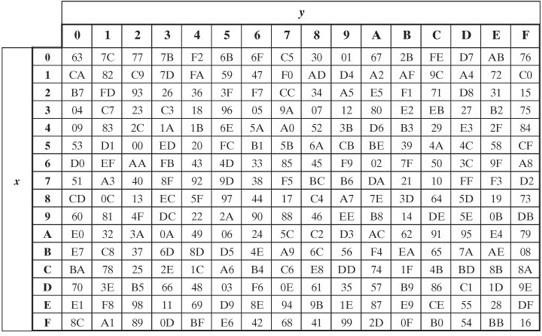 y
0 1 2 3 4 5 6 7 8 9 A B C D E F
0 63 7C 77 7B F2 6B 6F C5 30 01 67 2B FE D7 AB 76
1 CA 82 C9 7D FA 59 47 F0 AD D4 A2 AF 9C A4 72 C0
2 B7 FD 93 26 36 3F F7 CC 34 A5 E5 F1 71 D8 31 15
3 04 C7 23 C3 18 96 05 9A 07 12 80 E2 EB 27 B2 75
4 09 83 2C 1A 1B 6E 5A A0 52 3B D6 B3 29 E3 2F 84
5 53 D1 00 ED 20 FC B1 5B 6A CB BE 39 4A 4C 58 CF
6 D0 EF AA FB 43 4D 33 85 45 F9 02 7F 50 3C 9F A8
x 7 51 A3 40 8F 92 9D 38 F5 BC B6 DA 21 10 FF F3 D2
8 CD 0C 13 EC 5F 97 44 17 C4 A7 7E 3D 64 5D 19 73
9 60 81 4F DC 22 2A 90 88 46 EE B8 14 DE 5E 0B DB
A E0 32 3A 0A 49 06 24 5C C2 D3 AC 62 91 95 E4 79
B E7 C8 37 6D 8D D5 4E A9 6C 56 F4 EA 65 7A AE 08
C BA 78 25 2E 1C A6 B4 C6 E8 DD 74 1F 4B BD 8B 8A
D 70 3E B5 66 48 03 F6 0E 61 35 57 B9 86 C1 1D 9E
E E1 F8 98 11 69 D9 8E 94 9B 1E 87 E9 CE 55 28 DF
F 8C A1 89 0D BF E6 42 68 41 99 2D 0F B0 54 BB 16